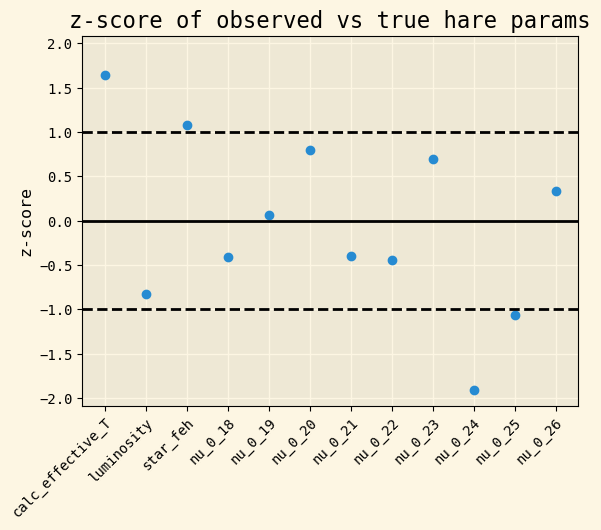 z-score of observed vs true hare params
z-score
2.0
1.5
1.0
0.5
0.0
−0.5
−1.0
−1.5
−2.0
calc_effective_T
luminosity
star_feh
nu_0_18
nu_0_19
nu_0_20
nu_0_21
nu_0_22
nu_0_23
nu_0_24
nu_0_25
nu_0_26